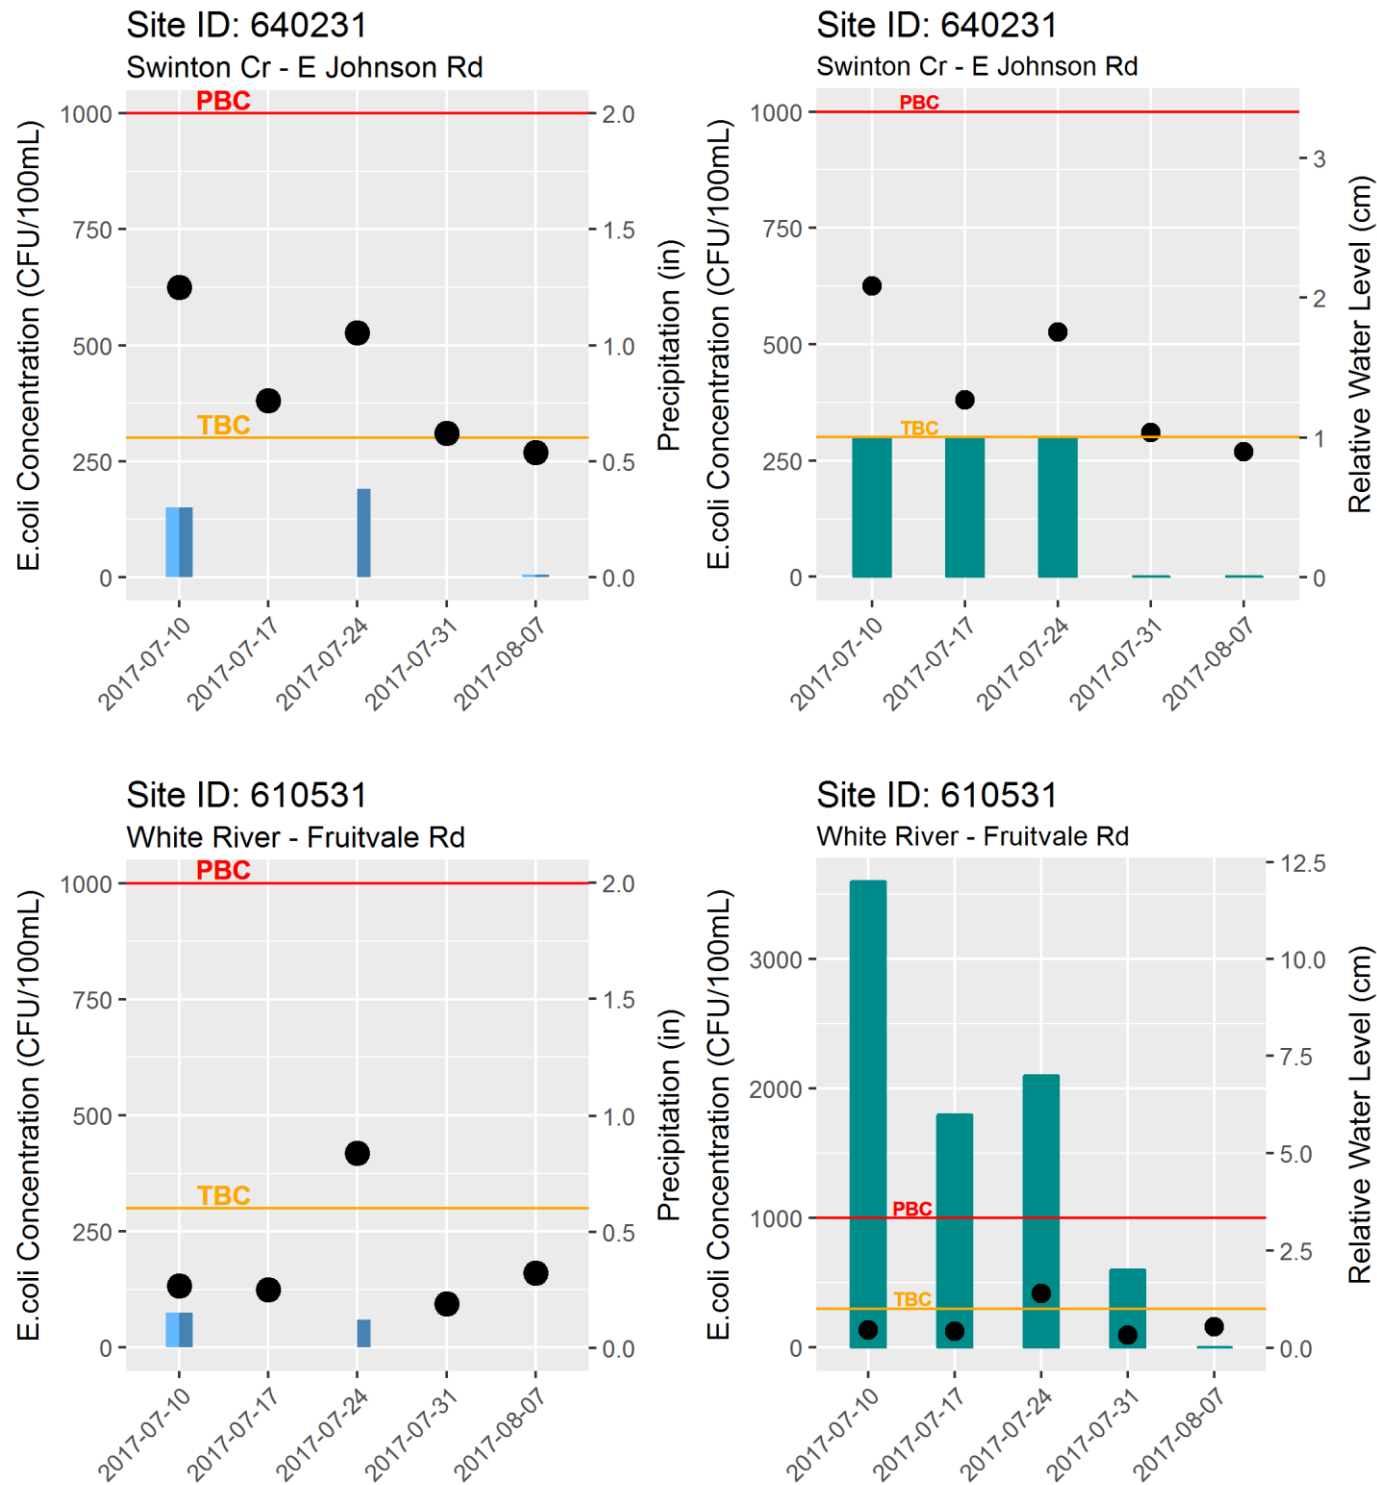 Site ID: 640231
Swinton Cr - E Johnson Rd
E.coli Concentration (CFU/100mL)
1000
750
500
250
0
PBC
TBC
2.0
1.5
1.0
0.5
0.0
Precipitation (in)
2017-07-10
2017-07-17
2017-07-24
2017-07-31
2017-08-07
Site ID: 640231
Swinton Cr - E Johnson Rd
E.coli Concentration (CFU/100mL)
1000
750
500
250
0
PBC
TBC
3
2
1
0
Relative Water Level (cm)
2017-07-10
2017-07-17
2017-07-24
2017-07-31
2017-08-07
Site ID: 610531
White River - Fruitvale Rd
E.coli Concentration (CFU/100mL)
1000
750
500
250
0
PBC
TBC
2.0
1.5
1.0
0.5
0.0
Precipitation (in)
2017-07-10
2017-07-17
2017-07-24
2017-07-31
2017-08-07
Site ID: 610531
White River - Fruitvale Rd
E.coli Concentration (CFU/100mL)
3000
2000
1000
0
PBC
TBC
12.5
10.0
7.5
5.0
2.5
0.0
Relative Water Level (cm)
2017-07-10
2017-07-17
2017-07-24
2017-07-31
2017-08-07